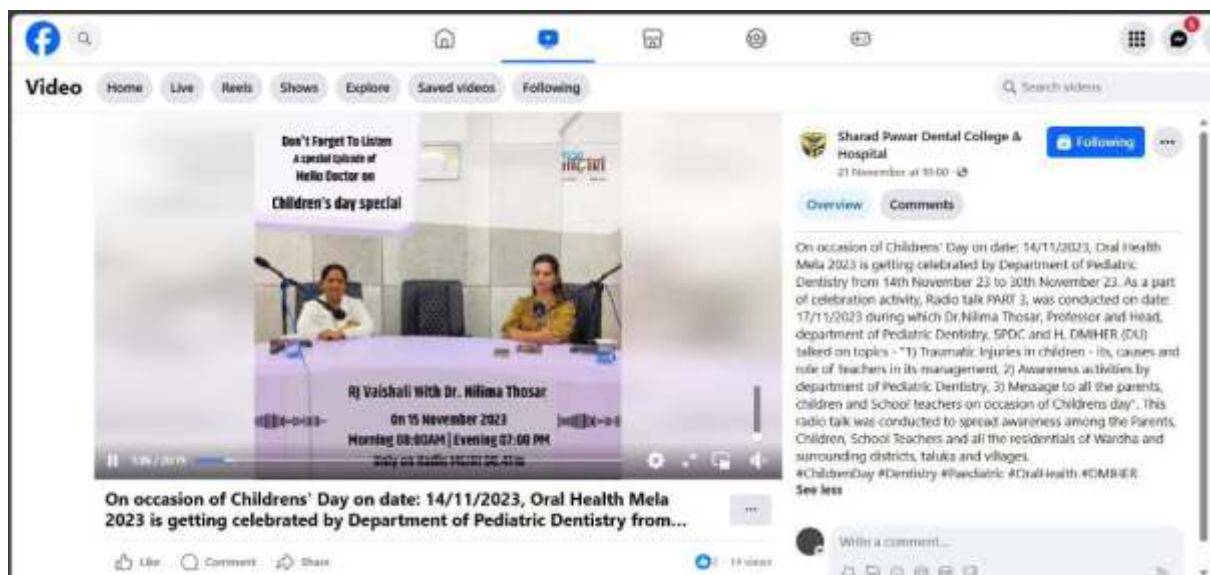 5
Video Home Live Reels Shows Explore Saved videos Following
Search videos
Don't Forget To Listen
A special Episode of
Hello Doctor on
Children's day special
RJ Vaishali With Dr. Nilima Thosar
On 15 November 2023
Morning 08:00AM | Evening 07:00 PM
Only on Radio
On occasion of Childrens' Day on date: 14/11/2023, Oral Health Mela
2023 is getting celebrated by Department of Pediatric Dentistry from...
Like Comment Share
views
Sharad Pawar Dental College &
Hospital
Following
21 November at 10:00
Overview Comments
On occasion of Childrens' Day on date: 14/11/2023, Oral Health
Mela 2023 is getting celebrated by Department of Pediatric
Dentistry from 14th November 23 to 30th November 23. As a part
of celebration activity, Radio talk PART 3, was conducted on date:
17/11/2023 during which Dr.Nilima Thosar, Professor and Head,
department of Pediatric Dentistry, SPDC and H, DMIHER (DU)
talked on topics - "1) Traumatic Injuries in children - its, causes and
role of teachers in its management, 2) Awareness activities by
department of Pediatric Dentistry, 3) Message to all the parents,
children and School teachers on occasion of Childrens day". This
radio talk was conducted to spread awareness among the Parents,
Children, School Teachers and all the residentials of Wardha and
surrounding districts, taluka and villages.
#ChildrenDay #Dentistry #Paediatric #OralHealth #DMIHER
See less
Write a comment...